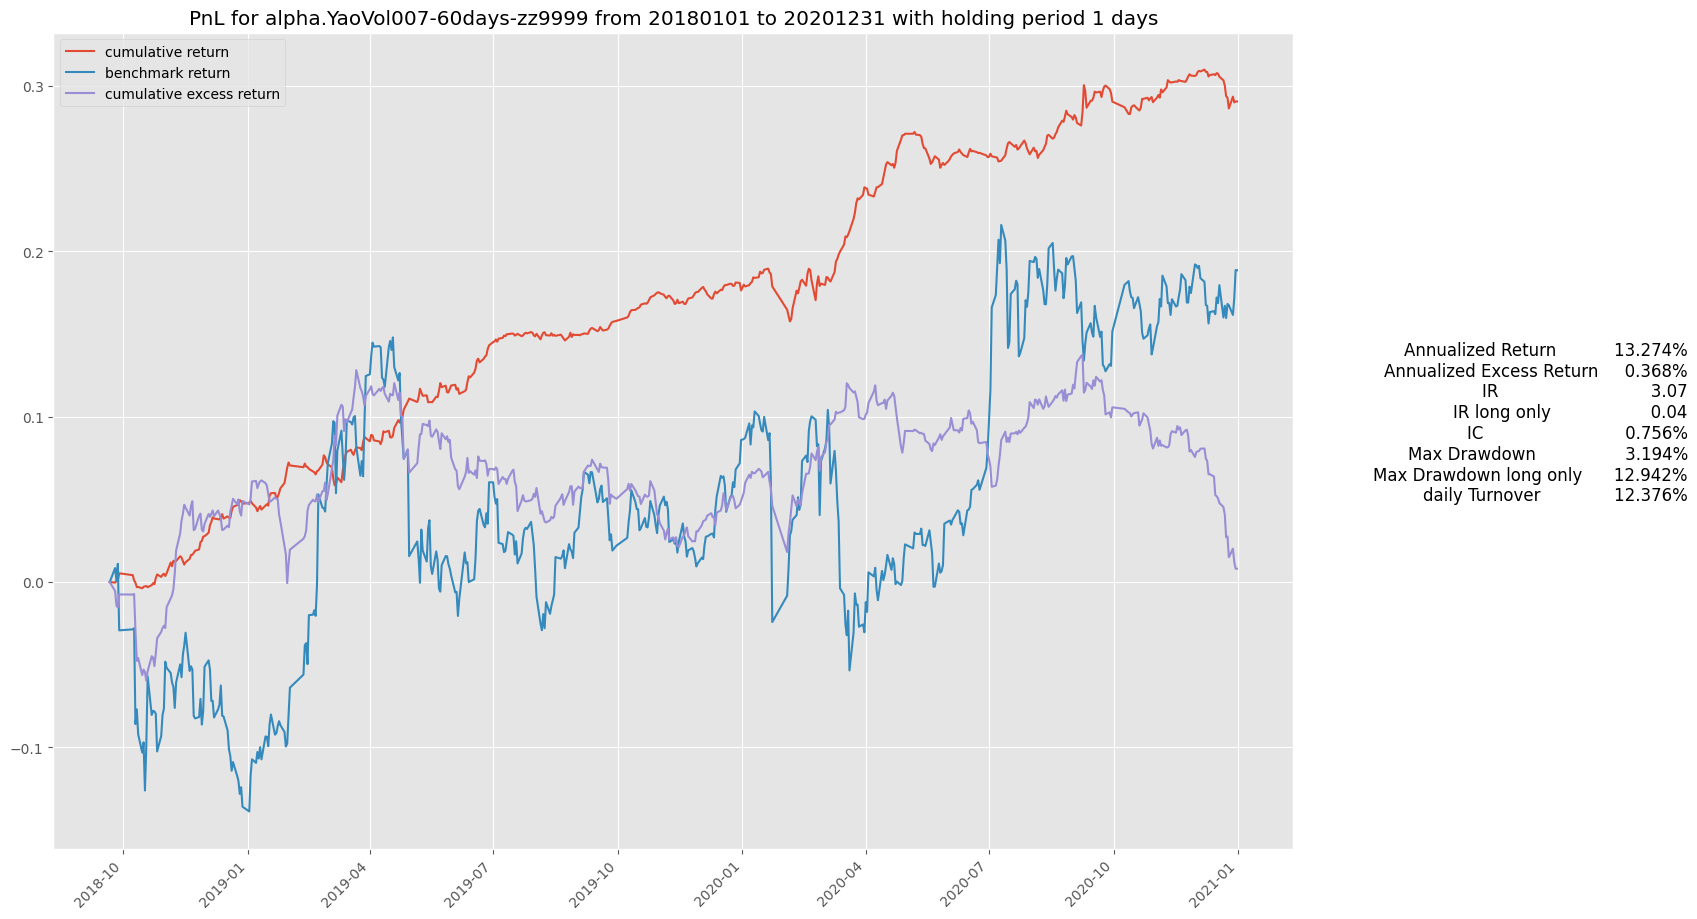 PnL for alpha.YaoVol007-60days-zz9999 from 20180101 to 20201231 with holding period 1 days
cumulative return
benchmark return
cumulative excess return
0.3
0.2
0.1
0.0
−0.1
2018-10
2019-01
2019-04
2019-07
2019-10
2020-01
2020-04
2020-07
2020-10
2021-01
Annualized Return 13.274%
Annualized Excess Return 0.368%
IR 3.07
IR long only 0.04
IC 0.756%
Max Drawdown 3.194%
Max Drawdown long only 12.942%
daily Turnover 12.376%